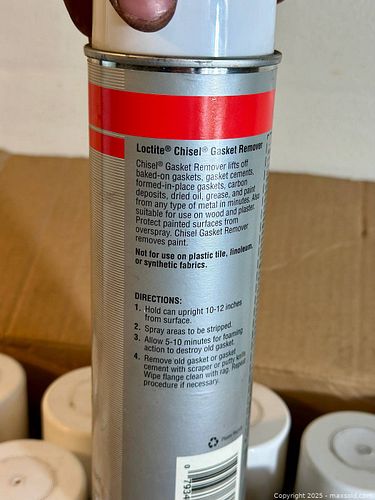 Loctite® Chisel® Gasket Remover
Chisel® Gasket Remover lifts off
baked-on gaskets, gasket cements,
formed-in-place gaskets, carbon
deposits, dried oil, grease, and paint
from any type of metal in minutes. Also
suitable for use on wood and plaster.
Protect painted surfaces from
overspray. Chisel Gasket Remover
removes paint.
Not for use on plastic tile, linoleum,
or synthetic fabrics.
DIRECTIONS:
1. Hold can upright 10-12 inches
from surface.
2. Spray areas to be stripped.
3. Allow 5-10 minutes for foaming
action to destroy old gasket.
4. Remove old gasket or gasket
cement with scraper or putty knife.
Wipe flange clean with rag. Repeat
procedure if necessary.
0 7934
Copyright 2025 - maxsold.com